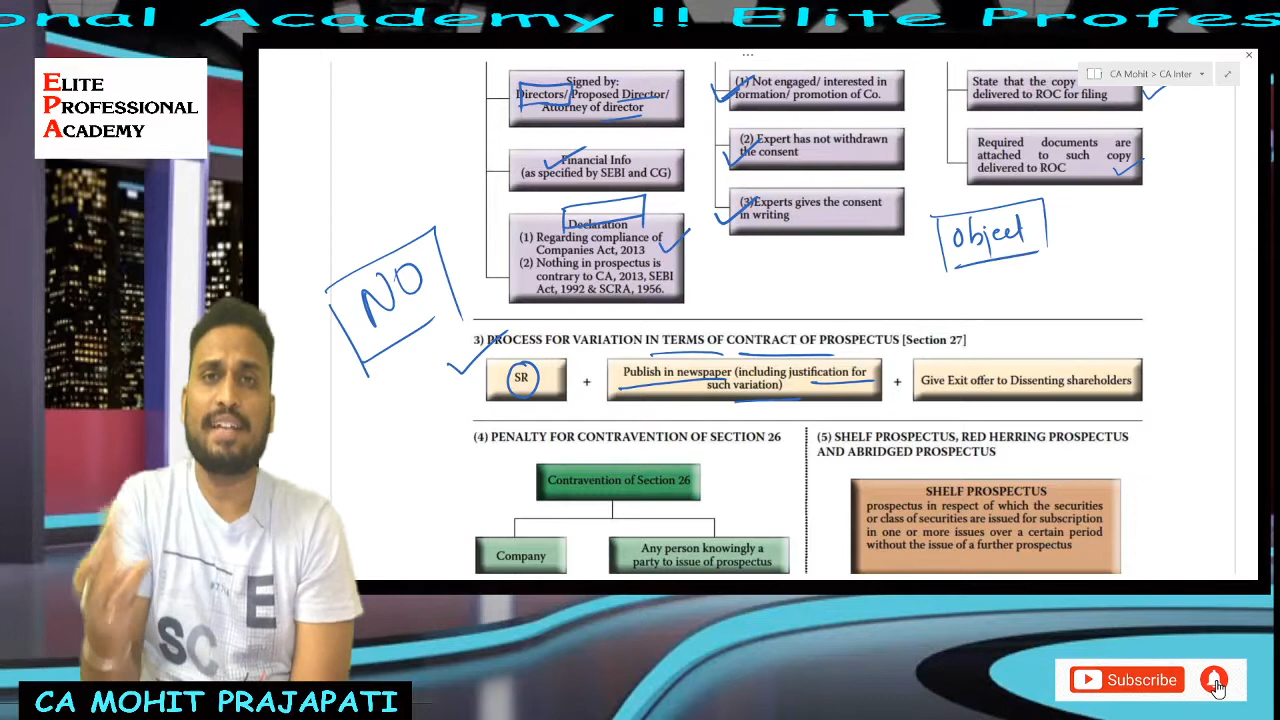 onal Academy !! Elite Profes
ELITE
PROFESSIONAL
ACADEMY
CA Mohit > CA Inter
Signed by:
Directors/ Proposed Director/
Attorney of director
Financial Info
(as specified by SEBI and CG)
Declaration
(1) Regarding compliance of
Companies Act, 2013
(2) Nothing in prospectus is
contrary to CA, 2013, SEBI
Act, 1992 & SCRA, 1956.
(1) Not engaged/ interested in
formation/ promotion of Co.
(2) Expert has not withdrawn
the consent
(3)Experts gives the consent
in writing
State that the copy
delivered to ROC for filing
Required documents are
attached to such copy
delivered to ROC
object
NO
3) PROCESS FOR VARIATION IN TERMS OF CONTRACT OF PROSPECTUS [Section 27]
SR
+
Publish in newspaper (including justification for
such variation)
+
Give Exit offer to Dissenting shareholders
(4) PENALTY FOR CONTRAVENTION OF SECTION 26
Contravention of Section 26
Company
Any person knowingly a
party to issue of prospectus
(5) SHELF PROSPECTUS, RED HERRING PROSPECTUS
AND ABRIDGED PROSPECTUS
SHELF PROSPECTUS
prospectus in respect of which the securities
or class of securities are issued for subscription
in one or more issues over a certain period
without the issue of a further prospectus
E
SC
CA MOHIT PRAJAPATI
Subscribe